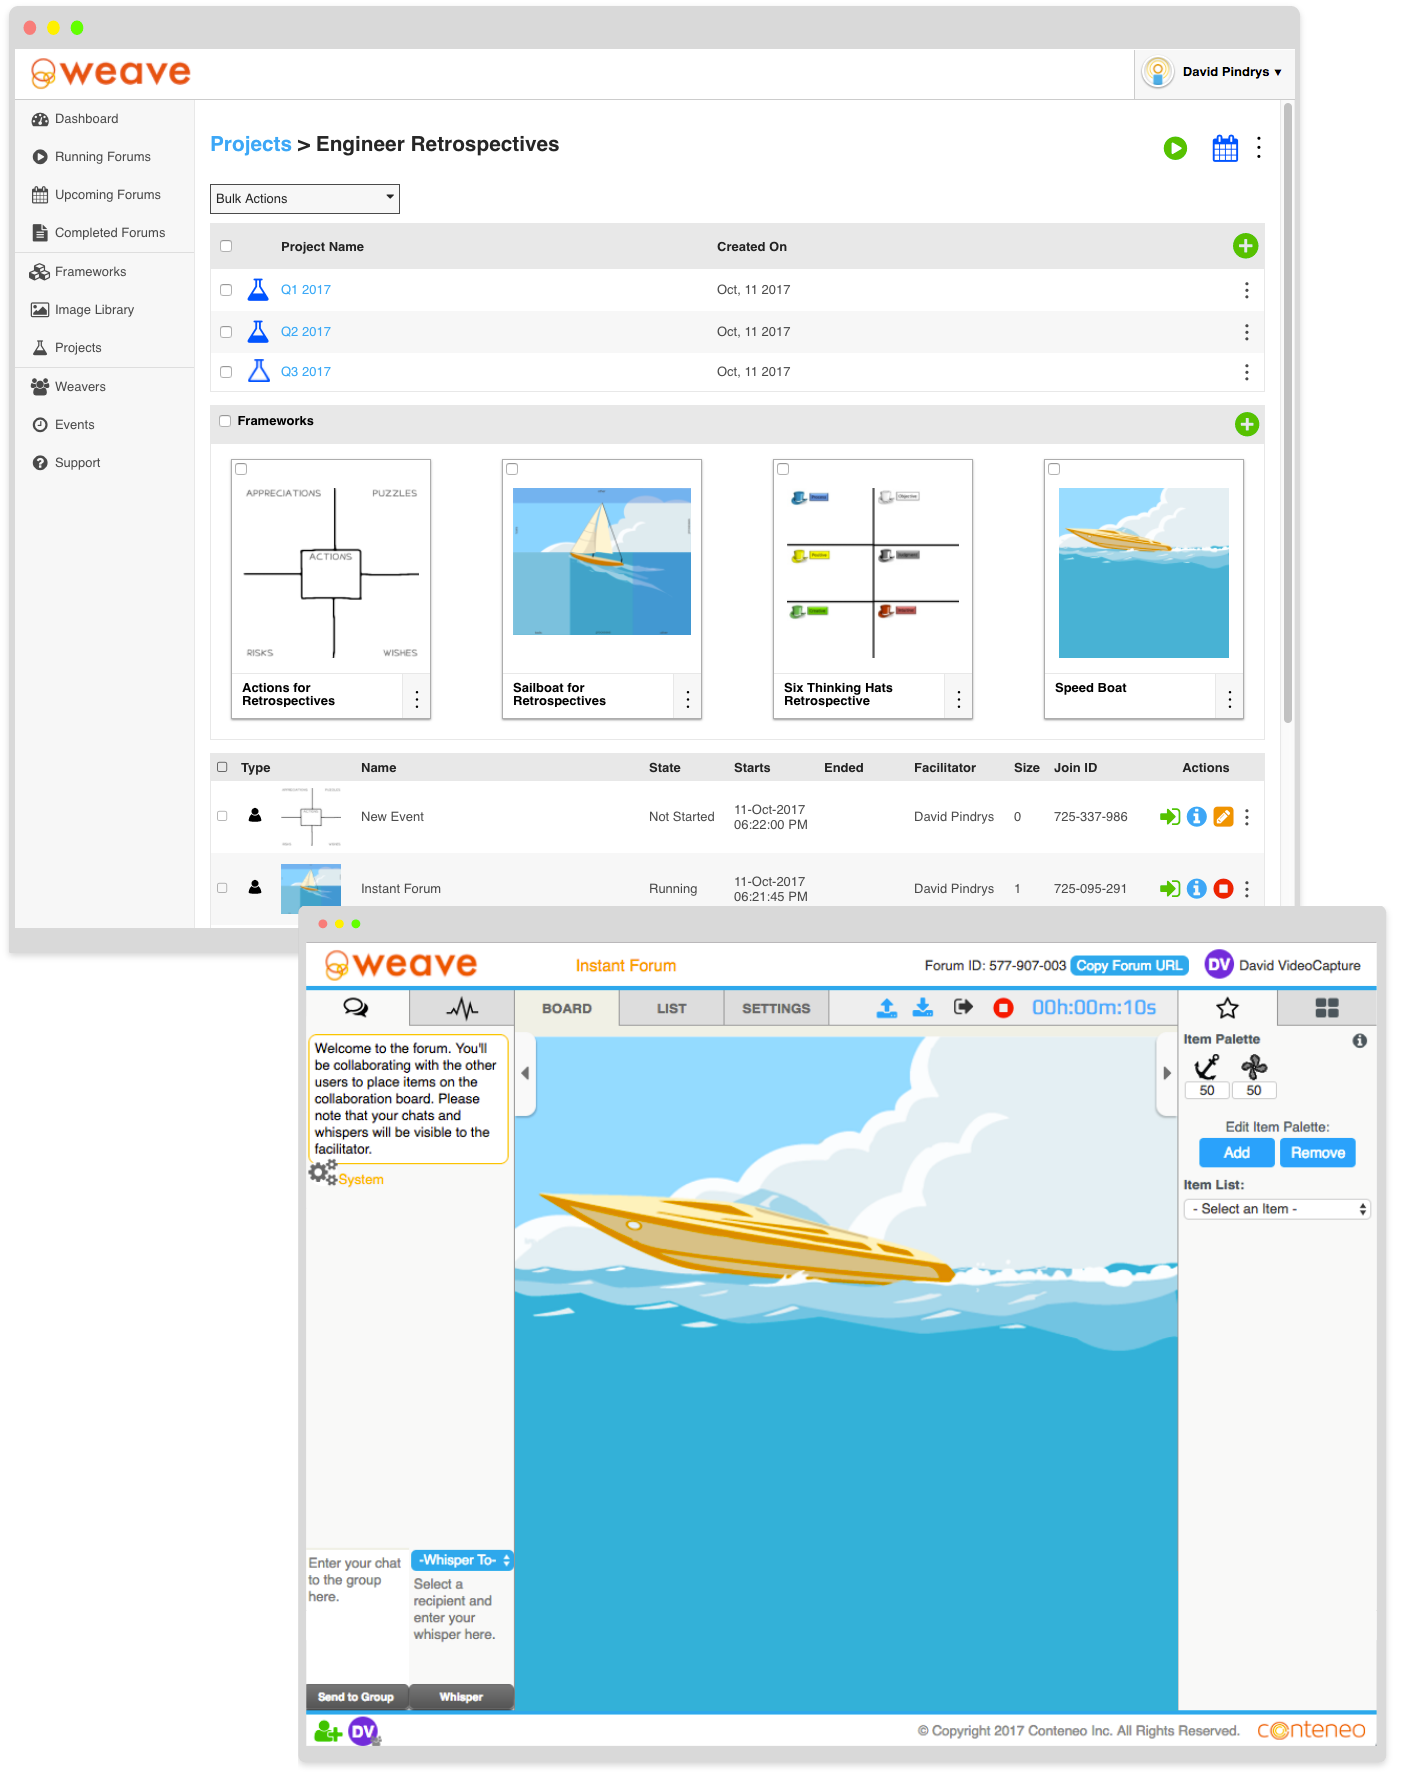 weave
David Pindrys ▾
Dashboard
Running Forums
Upcoming Forums
Completed Forums
Frameworks
Image Library
Projects
Weavers
Events
Support
Projects > Engineer Retrospectives
Bulk Actions
Project Name Created On
Q1 2017 Oct, 11 2017
Q2 2017 Oct, 11 2017
Q3 2017 Oct, 11 2017
Frameworks
APPRECIATIONS PUZZLES
ACTIONS
RISKS WISHES
Actions for
Retrospectives
Sailboat for
Retrospectives
Objective
Positive
Six Thinking Hats
Retrospective
Speed Boat
Type Name State Starts Ended Facilitator Size Join ID Actions
New Event Not Started 11-Oct-2017
06:22:00 PM
David Pindrys 0 725-337-986
Instant Forum Running 11-Oct-2017
06:21:45 PM
David Pindrys 1 725-095-291
weave
Instant Forum
Forum ID: 577-907-003 Copy Forum URL DV David VideoCapture
BOARD LIST SETTINGS 00h:00m:10s
Welcome to the forum. You'll
be collaborating with the other
users to place items on the
collaboration board. Please
note that your chats and
whispers will be visible to the
facilitator.
System
Item Palette
50 50
Edit Item Palette:
Add Remove
Item List:
- Select an Item -
Enter your chat
to the group
here.
-Whisper To-
Select a
recipient and
enter your
whisper here.
Send to Group Whisper
DV
© Copyright 2017 Conteneo Inc. All Rights Reserved. conteneo